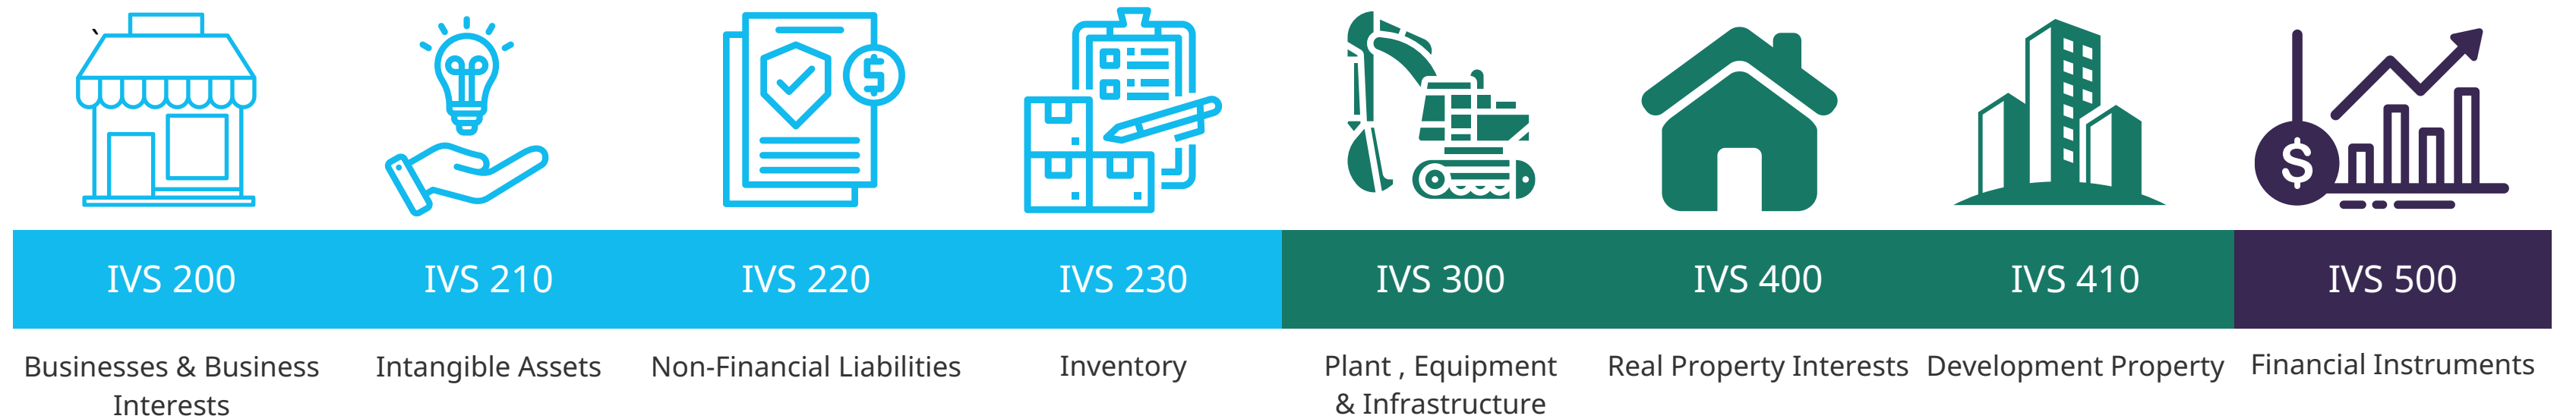 IVS 200 IVS 210 IVS 220 IVS 230 IVS 300 IVS 400 IVS 410 IVS 500
Businesses & Business
Interests
Intangible Assets
Non-Financial Liabilities
Inventory
Plant , Equipment
& Infrastructure
Real Property Interests
Development Property
Financial Instruments